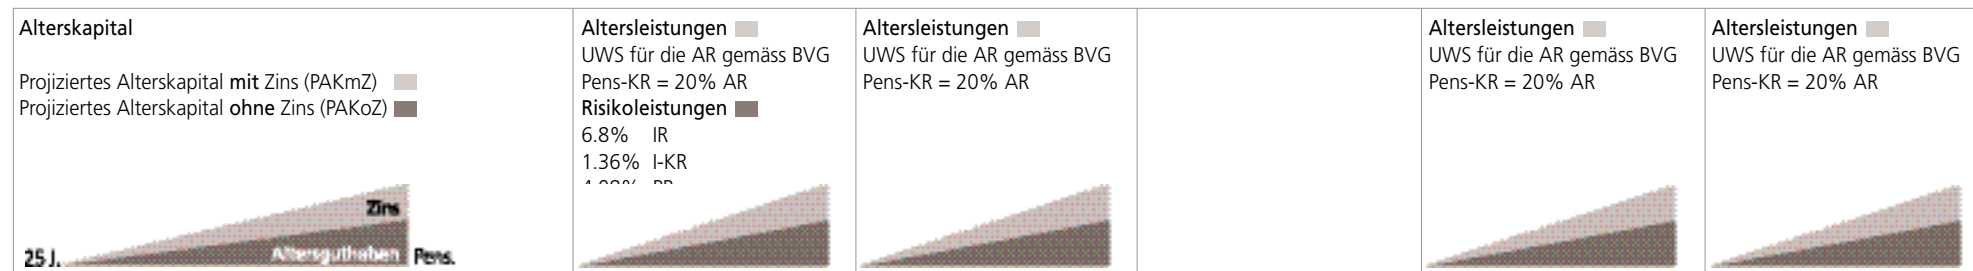 Alterskapital
Projiziertes Alterskapital mit Zins (PAKmZ)
Projiziertes Alterskapital ohne Zins (PAKoZ)
Zins
25 J.
Altersguthaben
Pens.
Altersleistungen
UWS für die AR gemäss BVG
Pens-KR = 20% AR
Risikoleistungen
6.8% IR
1.36% I-KR
Altersleistungen
UWS für die AR gemäss BVG
Pens-KR = 20% AR
Altersleistungen
UWS für die AR gemäss BVG
Pens-KR = 20% AR
Altersleistungen
UWS für die AR gemäss BVG
Pens-KR = 20% AR